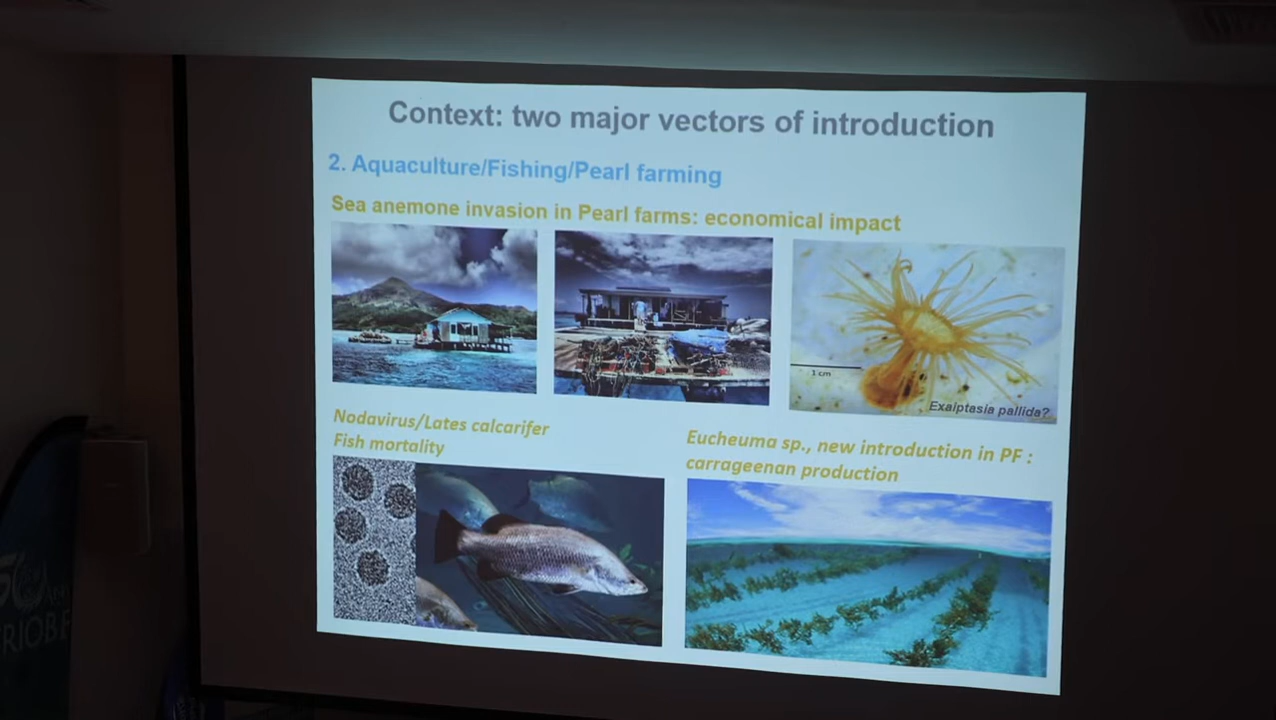 Context: two major vectors of introduction
2. Aquaculture/Fishing/Pearl farming
Sea anemone invasion in Pearl farms: economical impact
1 cm
Exaiptasia pallida?
Nodavirus/Lates calcarifer
Fish mortality
Eucheuma sp., new introduction in PF :
carrageenan production
50